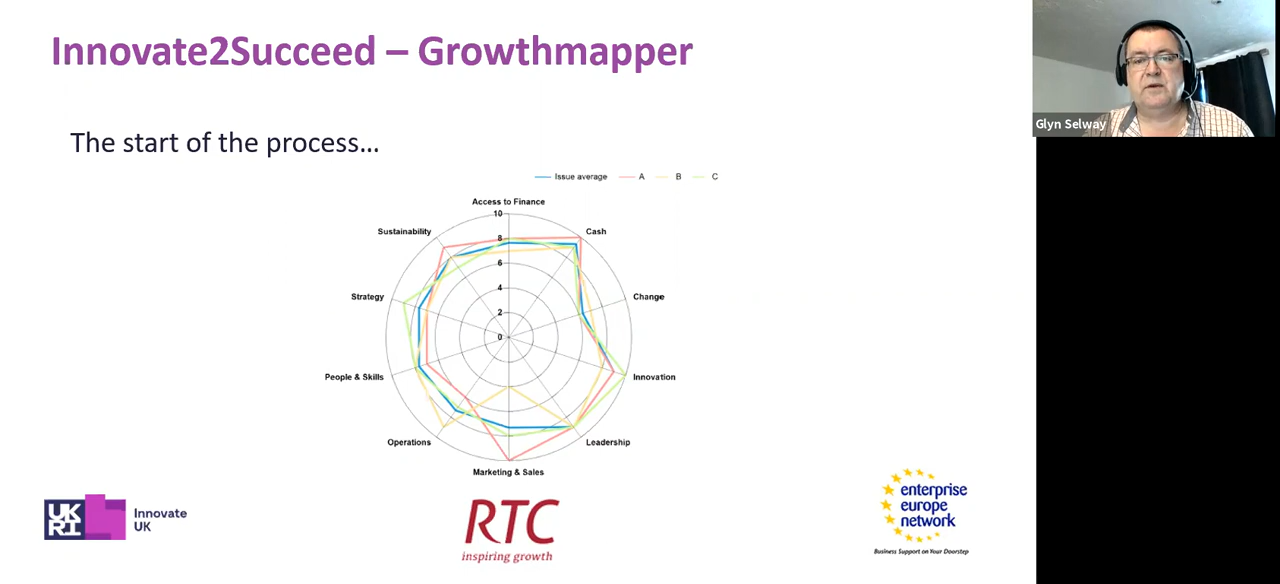 Innovate2Succeed – Growthmapper
Glyn Selway
The start of the process...
Issue average A B C
Access to Finance
10
8
6
4
2
0
Cash
Change
Innovation
Leadership
Marketing & Sales
Operations
People & Skills
Strategy
Sustainability
UK
RI
Innovate
UK
RTC
inspiring growth
enterprise
europe
network
Business Support on Your Doorstep